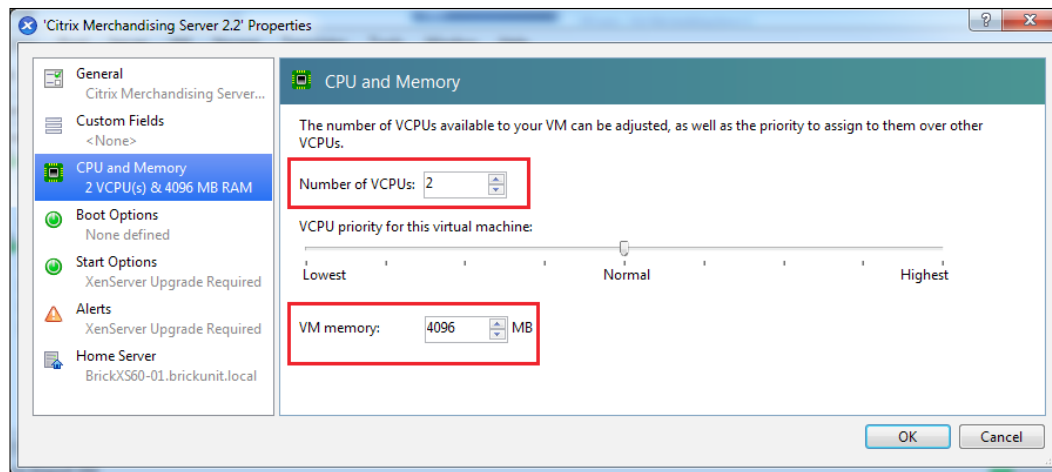 'Citrix Merchandising Server 2.2' Properties
General
Citrix Merchandising Server...
Custom Fields
<None>
CPU and Memory
2 VCPU(s) & 4096 MB RAM
Boot Options
None defined
Start Options
XenServer Upgrade Required
Alerts
XenServer Upgrade Required
Home Server
BrickXS60-01.brickunit.local
CPU and Memory
The number of VCPUs available to your VM can be adjusted, as well as the priority to assign to them over other
VCPUs.
Number of VCPUs: 2
VCPU priority for this virtual machine:
Lowest Normal Highest
VM memory: 4096 MB
OK Cancel